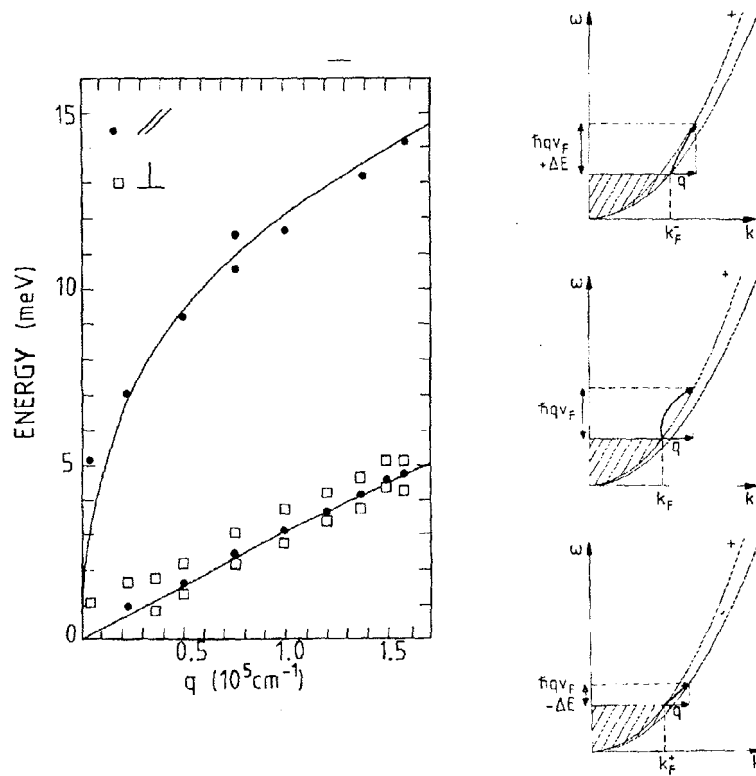 ENERGY (meV)
15
10
5
0
● //
□ ⊥
0.5 1.0 1.5
q (10⁵cm⁻¹)
ω
+
ħqv_F
+ΔE
q
k_F⁻
k
ω
+
ħqv_F
q
k_F
k
ω
+
-
ħqv_F
-ΔE
q
k_F⁺